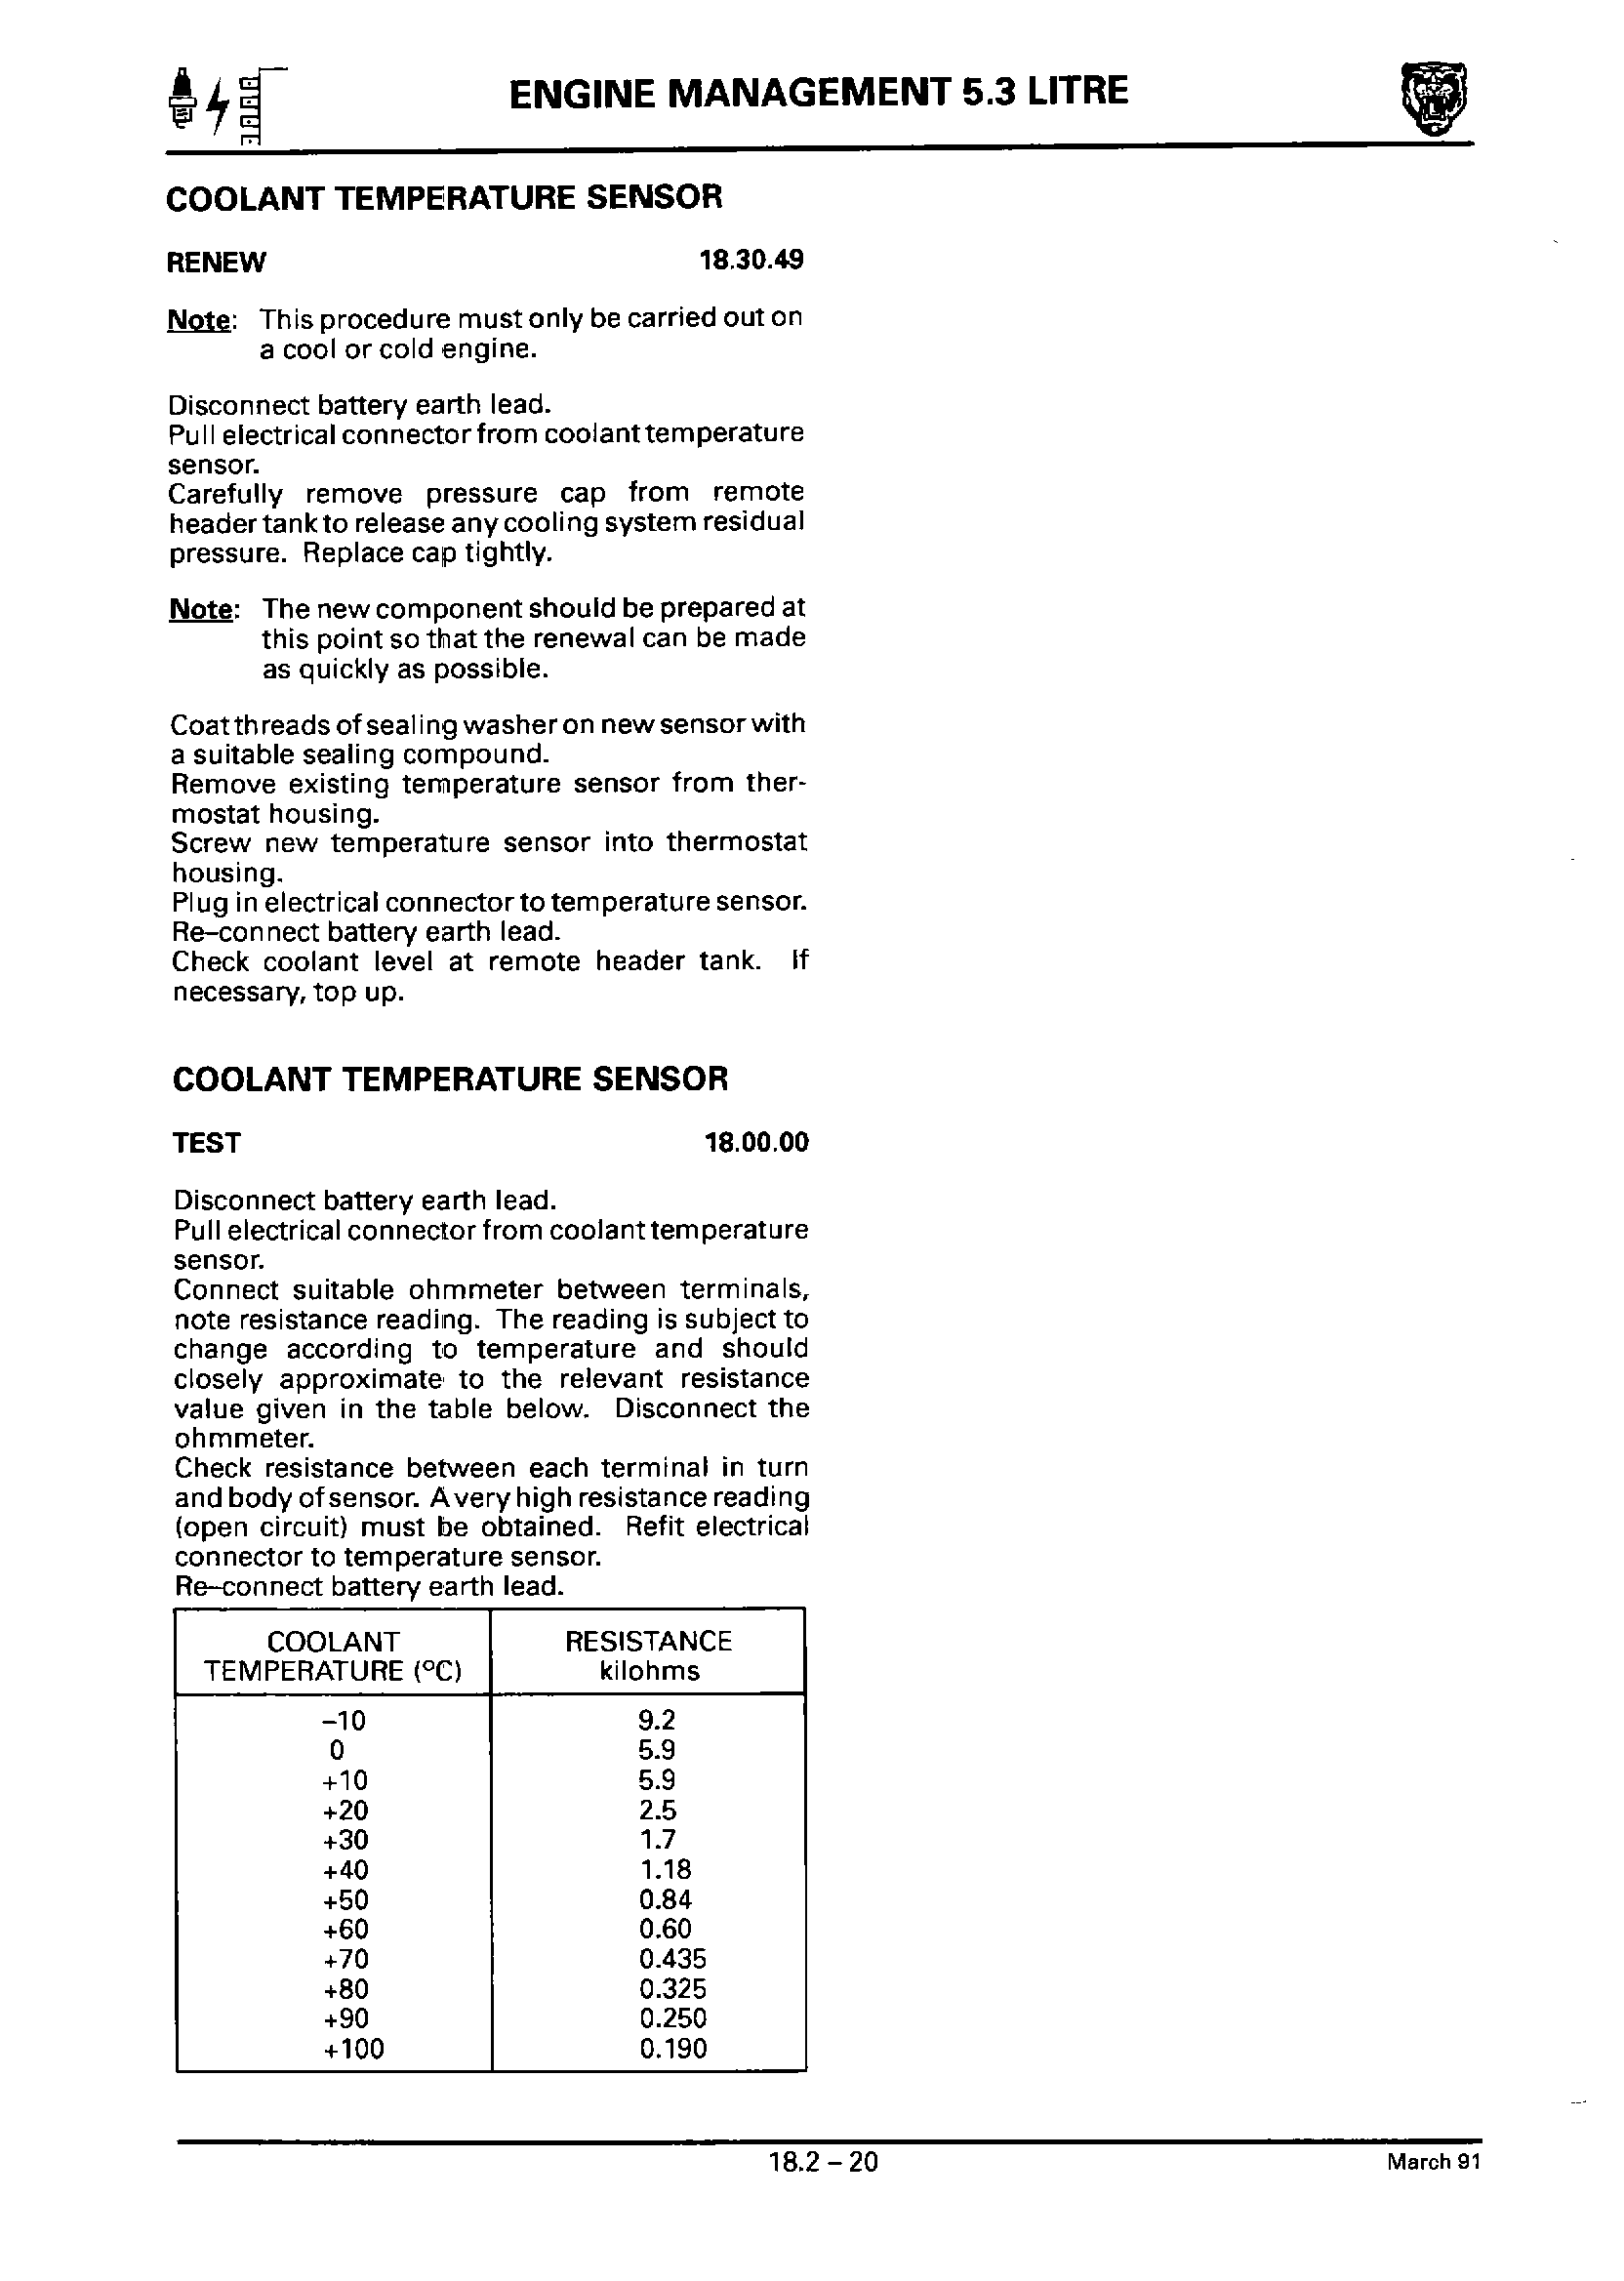 ENGINE MANAGEMENT 5.3 LITRE
COOLANT TEMPERATURE SENSOR
RENEW 18.30.49
Note: This procedure must only be carried out on
a cool or cold engine.
Disconnect battery earth lead.
Pull electrical connector from coolant temperature
sensor.
Carefully remove pressure cap from remote
header tank to release any cooling system residual
pressure. Replace cap tightly.
Note: The new component should be prepared at
this point so that the renewal can be made
as quickly as possible.
Coat threads of sealing washer on new sensor with
a suitable sealing compound.
Remove existing temperature sensor from ther-
mostat housing.
Screw new temperature sensor into thermostat
housing.
Plug in electrical connector to temperature sensor.
Re-connect battery earth lead.
Check coolant level at remote header tank. If
necessary, top up.
COOLANT TEMPERATURE SENSOR
TEST 18.00.00
Disconnect battery earth lead.
Pull electrical connector from coolant temperature
sensor.
Connect suitable ohmmeter between terminals,
note resistance reading. The reading is subject to
change according to temperature and should
closely approximate to the relevant resistance
value given in the table below. Disconnect the
ohmmeter.
Check resistance between each terminal in turn
and body of sensor. A very high resistance reading
(open circuit) must be obtained. Refit electrical
connector to temperature sensor.
Re-connect battery earth lead.
COOLANT RESISTANCE
TEMPERATURE (°C) kilohms
-10 9.2
0 5.9
+10 5.9
+20 2.5
+30 1.7
+40 1.18
+50 0.84
+60 0.60
+70 0.435
+80 0.325
+90 0.250
+100 0.190
18.2 - 20 March 91